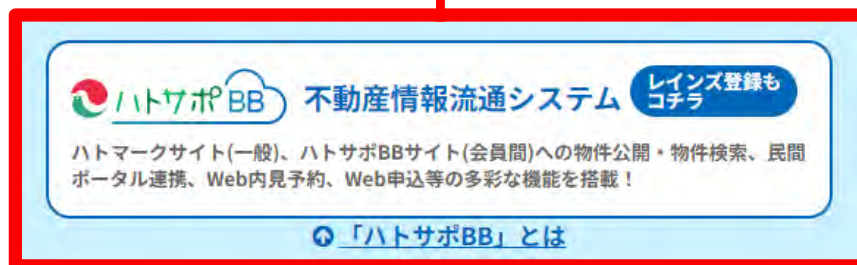 ハトサポBB 不動産情報流通システム
レインズ登録も
コチラ
ハトマークサイト(一般)、ハトサポBBサイト(会員間)への物件公開・物件検索、民間
ポータル連携、Web内見予約、Web申込等の多彩な機能を搭載！
「ハトサポBB」とは